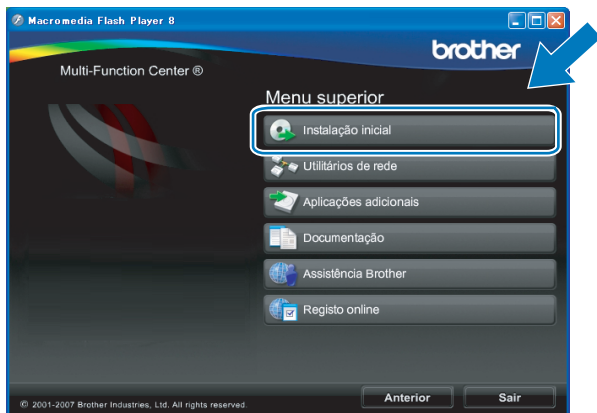 Macromedia Flash Player 8
brother
Multi-Function Center ®
Menu superior
Instalação inicial
Utilitários de rede
Aplicações adicionais
Documentação
Assistência Brother
Registo online
Anterior
Sair
© 2001-2007 Brother Industries, Ltd. All rights reserved.